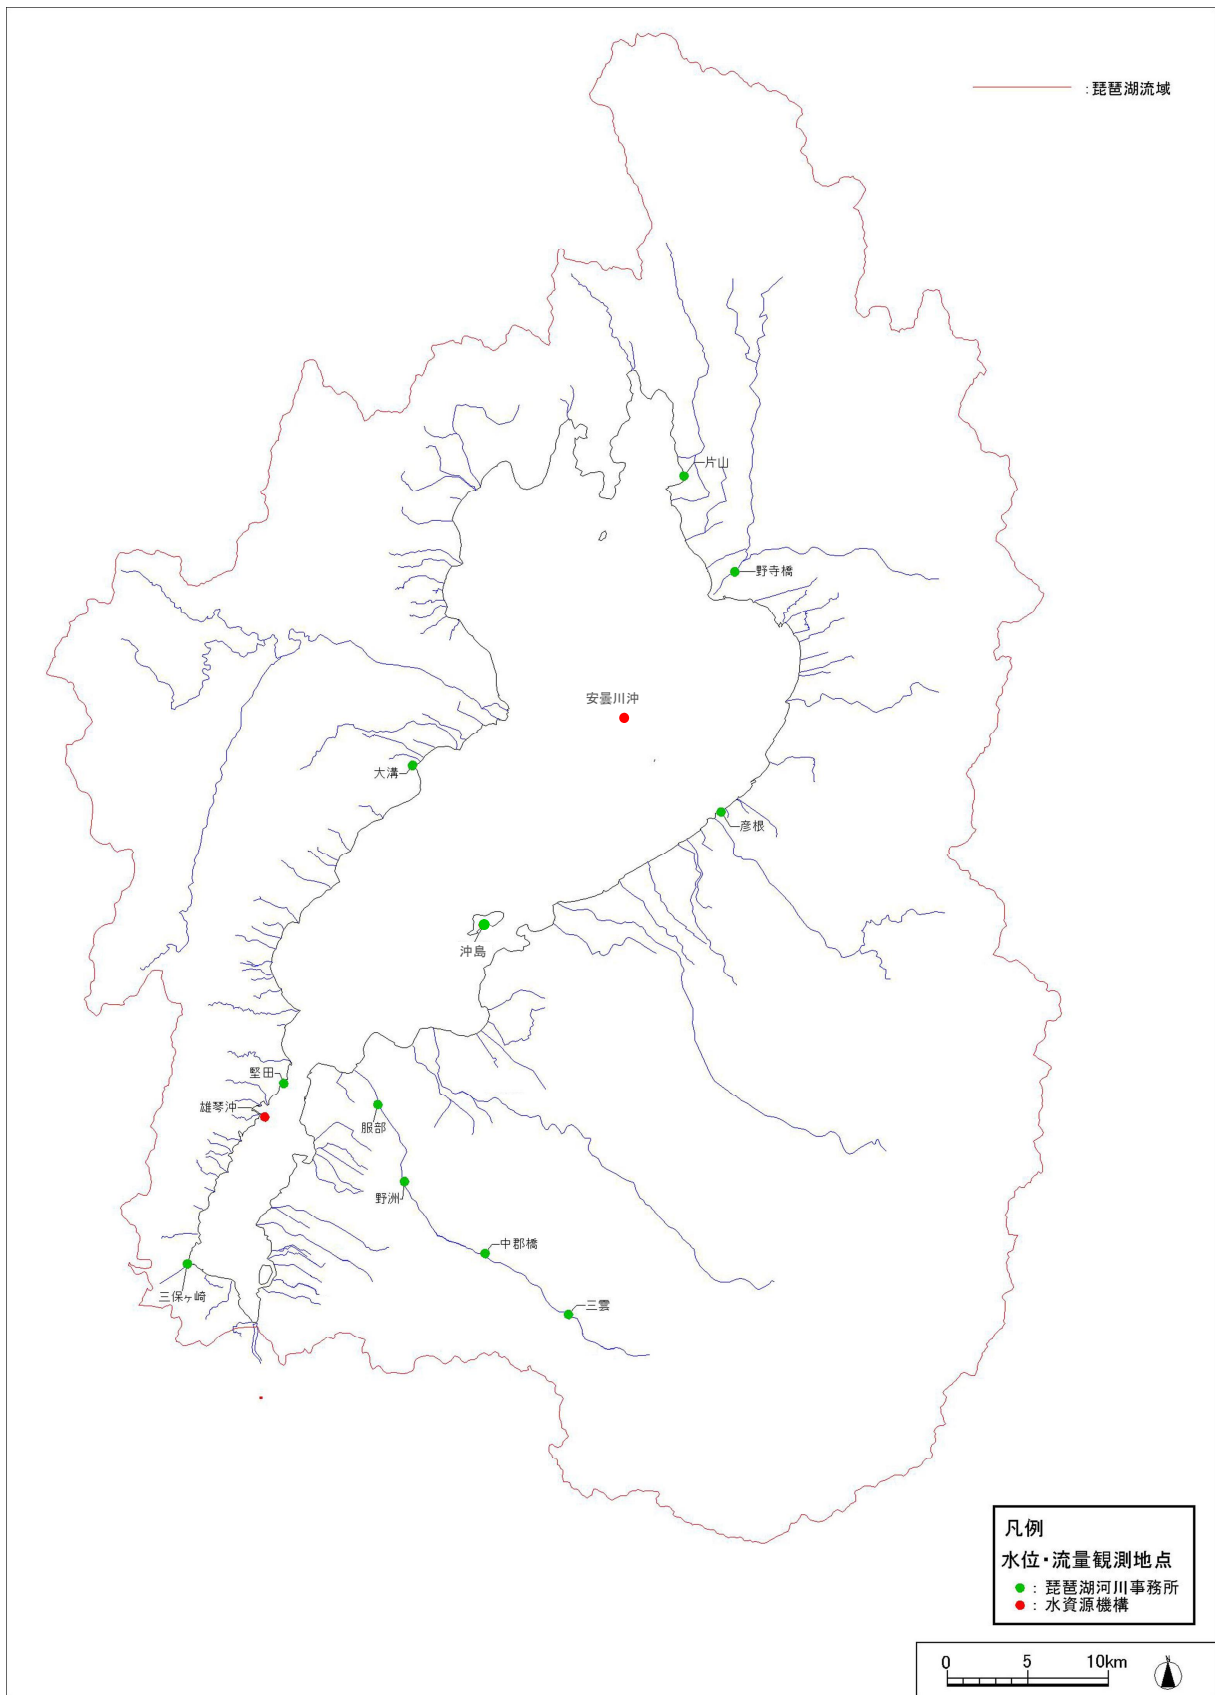 ：琵琶湖流域
片山
野寺橋
安曇川沖
大溝
彦根
沖島
堅田
雄琴沖
服部
野洲
中郡橋
三保ヶ崎
三雲
凡例
水位・流量観測地点
：琵琶湖河川事務所
：水資源機構
0 5 10km
N